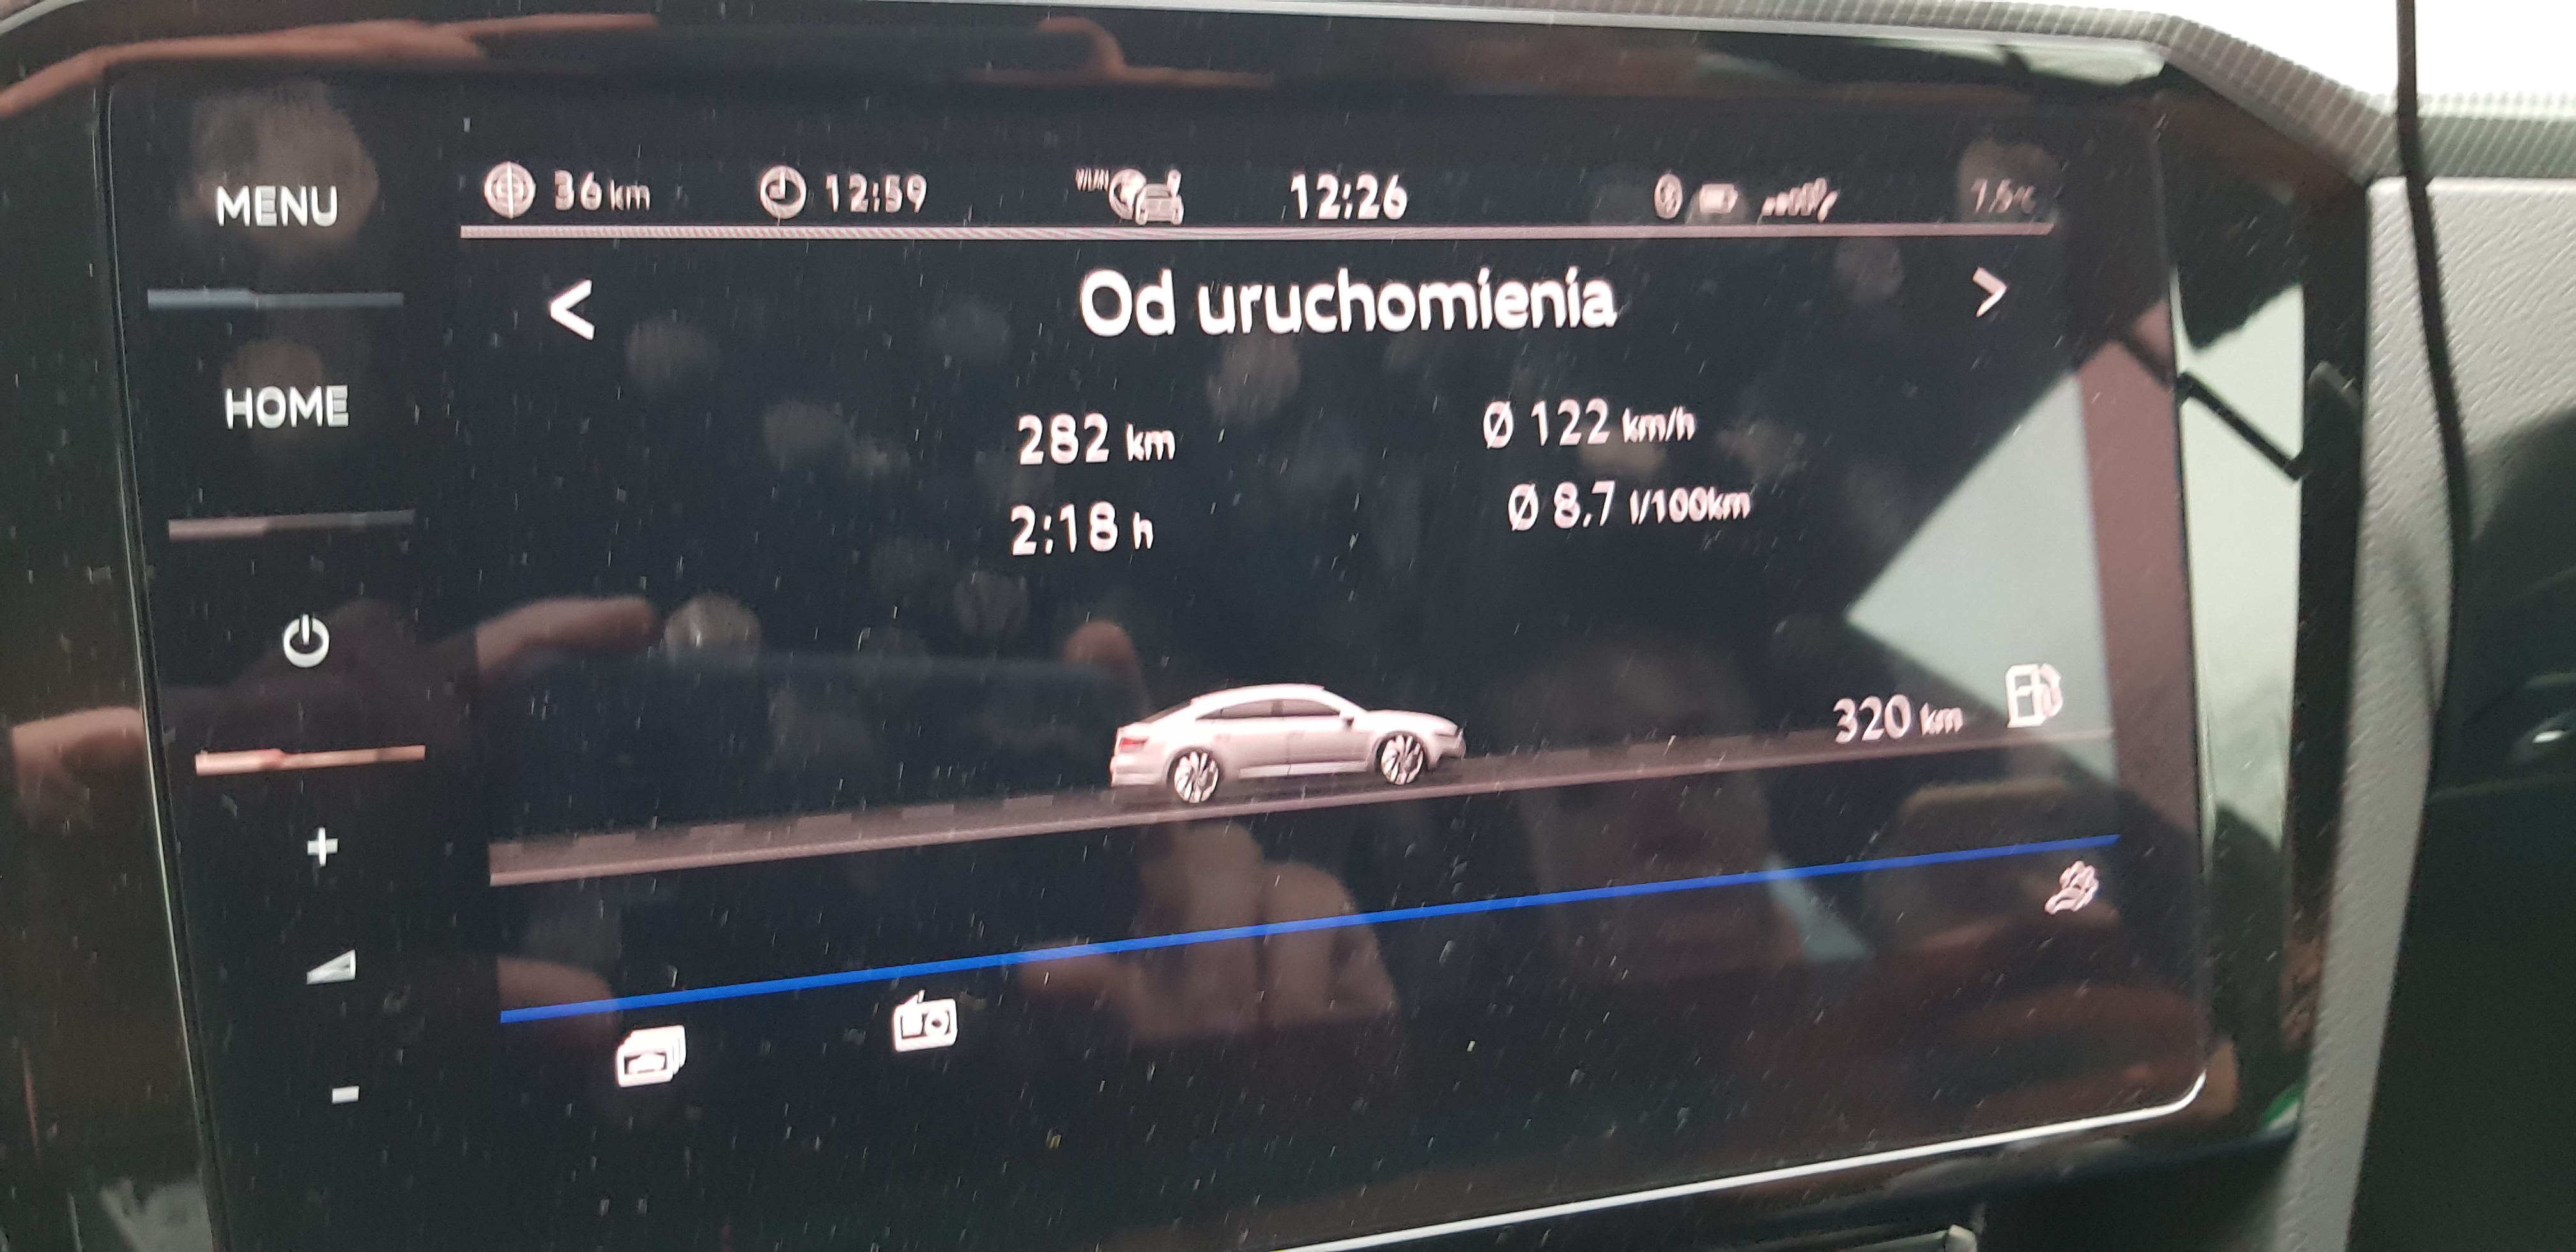 MENU
36 km 12:59 WLAN 12:26
< Od uruchomienia >
HOME
282 km Ø 122 km/h
2:18 h Ø 8.7 l/100km
320 km
+
-